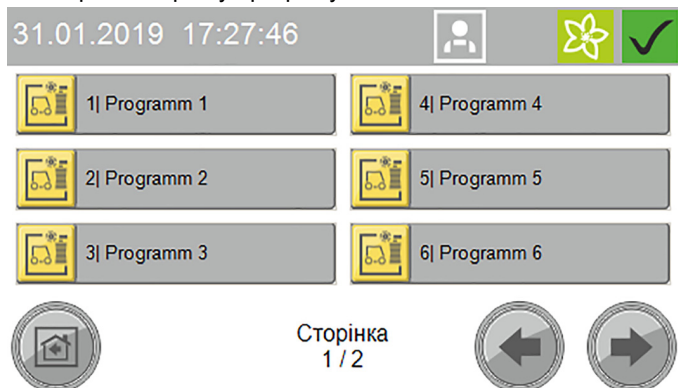 31.01.2019 17:27:46
1| Programm 1
4| Programm 4
2| Programm 2
5| Programm 5
3| Programm 3
6| Programm 6
Сторінка
1 / 2